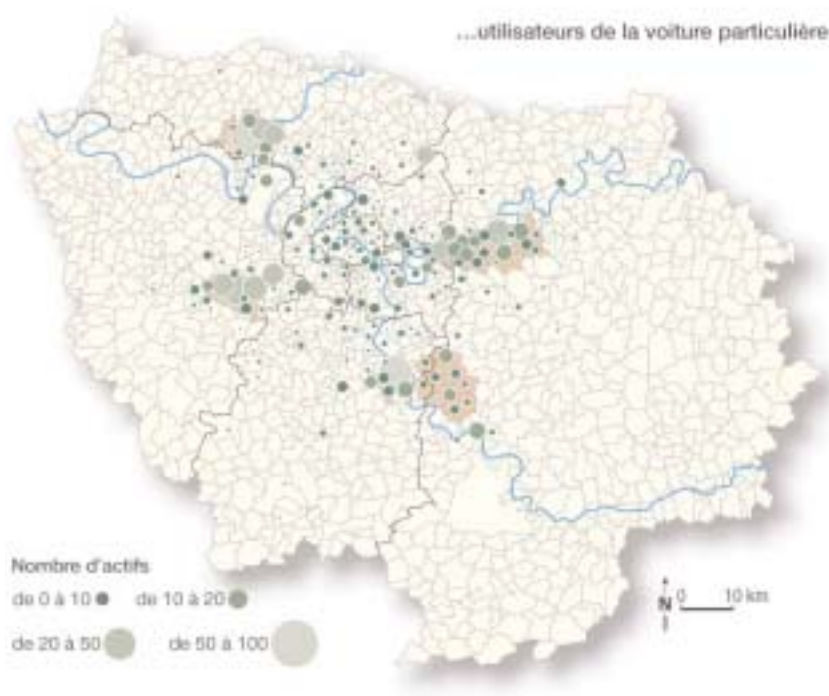 ...utilisateurs de la voiture particulière
Nombre d'actifs
de 0 à 10 de 10 à 20
de 20 à 50 de 50 à 100
N 0 10 km